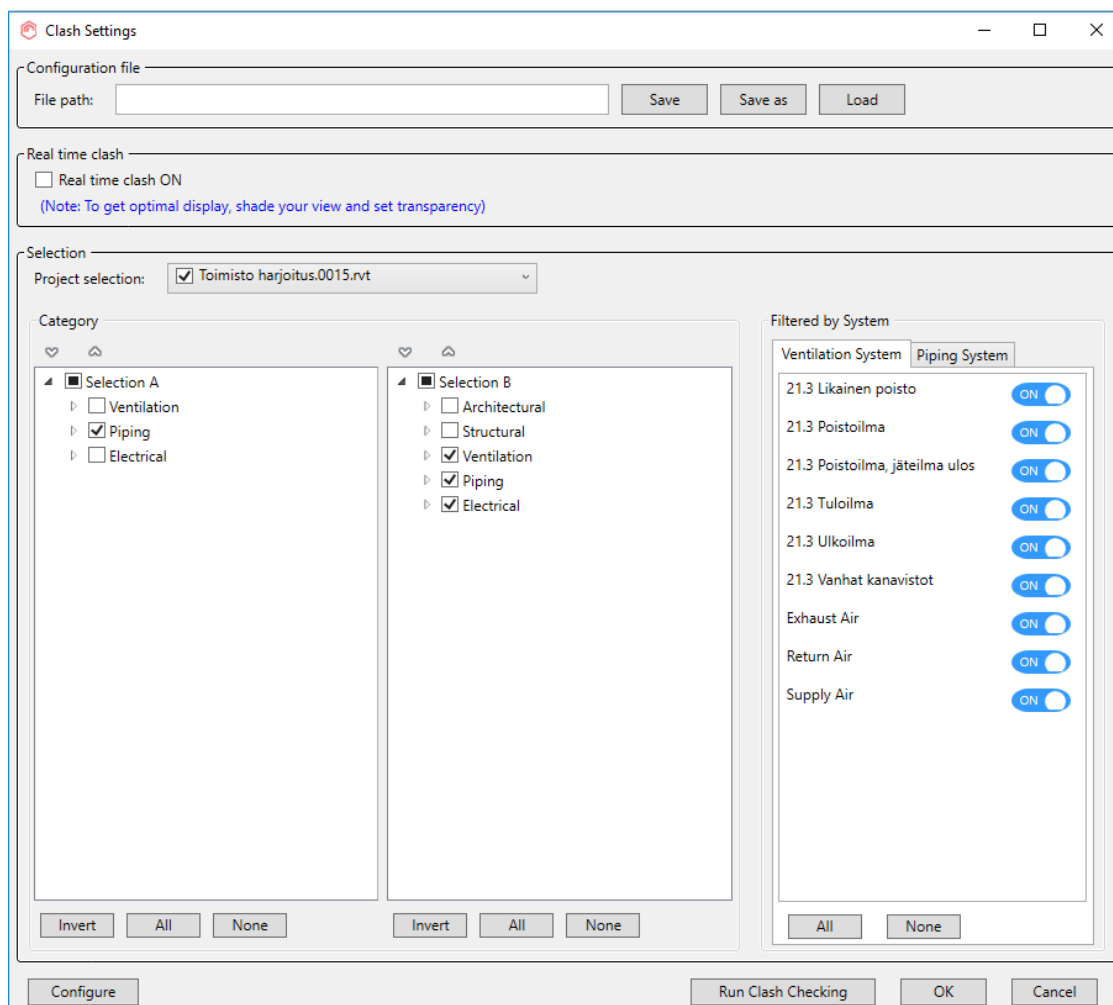 Clash Settings
Configuration file
File path:
Save
Save as
Load
Real time clash
Real time clash ON
(Note: To get optimal display, shade your view and set transparency)
Selection
Project selection:
Toimisto harjoitus.0015.rvt
Category
Selection A
Ventilation
Piping
Electrical
Invert
All
None
Selection B
Architectural
Structural
Ventilation
Piping
Electrical
Invert
All
None
Filtered by System
Ventilation System
Piping System
21.3 Likainen poisto ON
21.3 Poistoilma ON
21.3 Poistoilma, jäteilma ulos ON
21.3 Tuloilma ON
21.3 Ulkoilma ON
21.3 Vanhat kanavistot ON
Exhaust Air ON
Return Air ON
Supply Air ON
All
None
Configure
Run Clash Checking
OK
Cancel